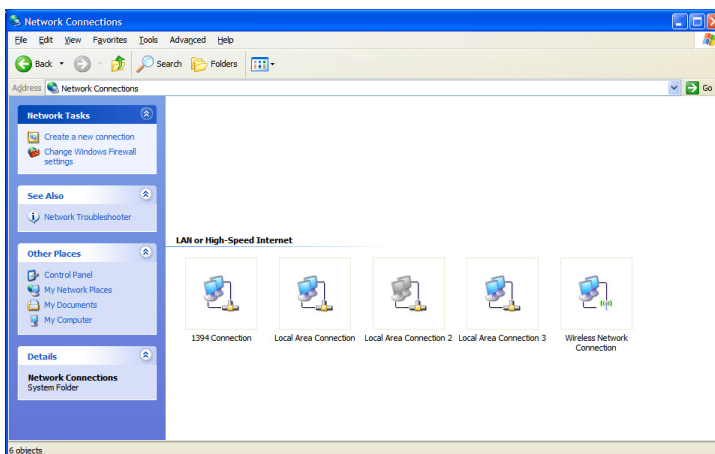 Network Connections
File Edit View Favorites Tools Advanced Help
Back Search Folders
Address Network Connections Go
Network Tasks
Create a new connection
Change Windows Firewall
settings
See Also
Network Troubleshooter
Other Places
Control Panel
My Network Places
My Documents
My Computer
Details
Network Connections
System Folder
LAN or High-Speed Internet
1394 Connection Local Area Connection Local Area Connection 2 Local Area Connection 3 Wireless Network
Connection
6 objects